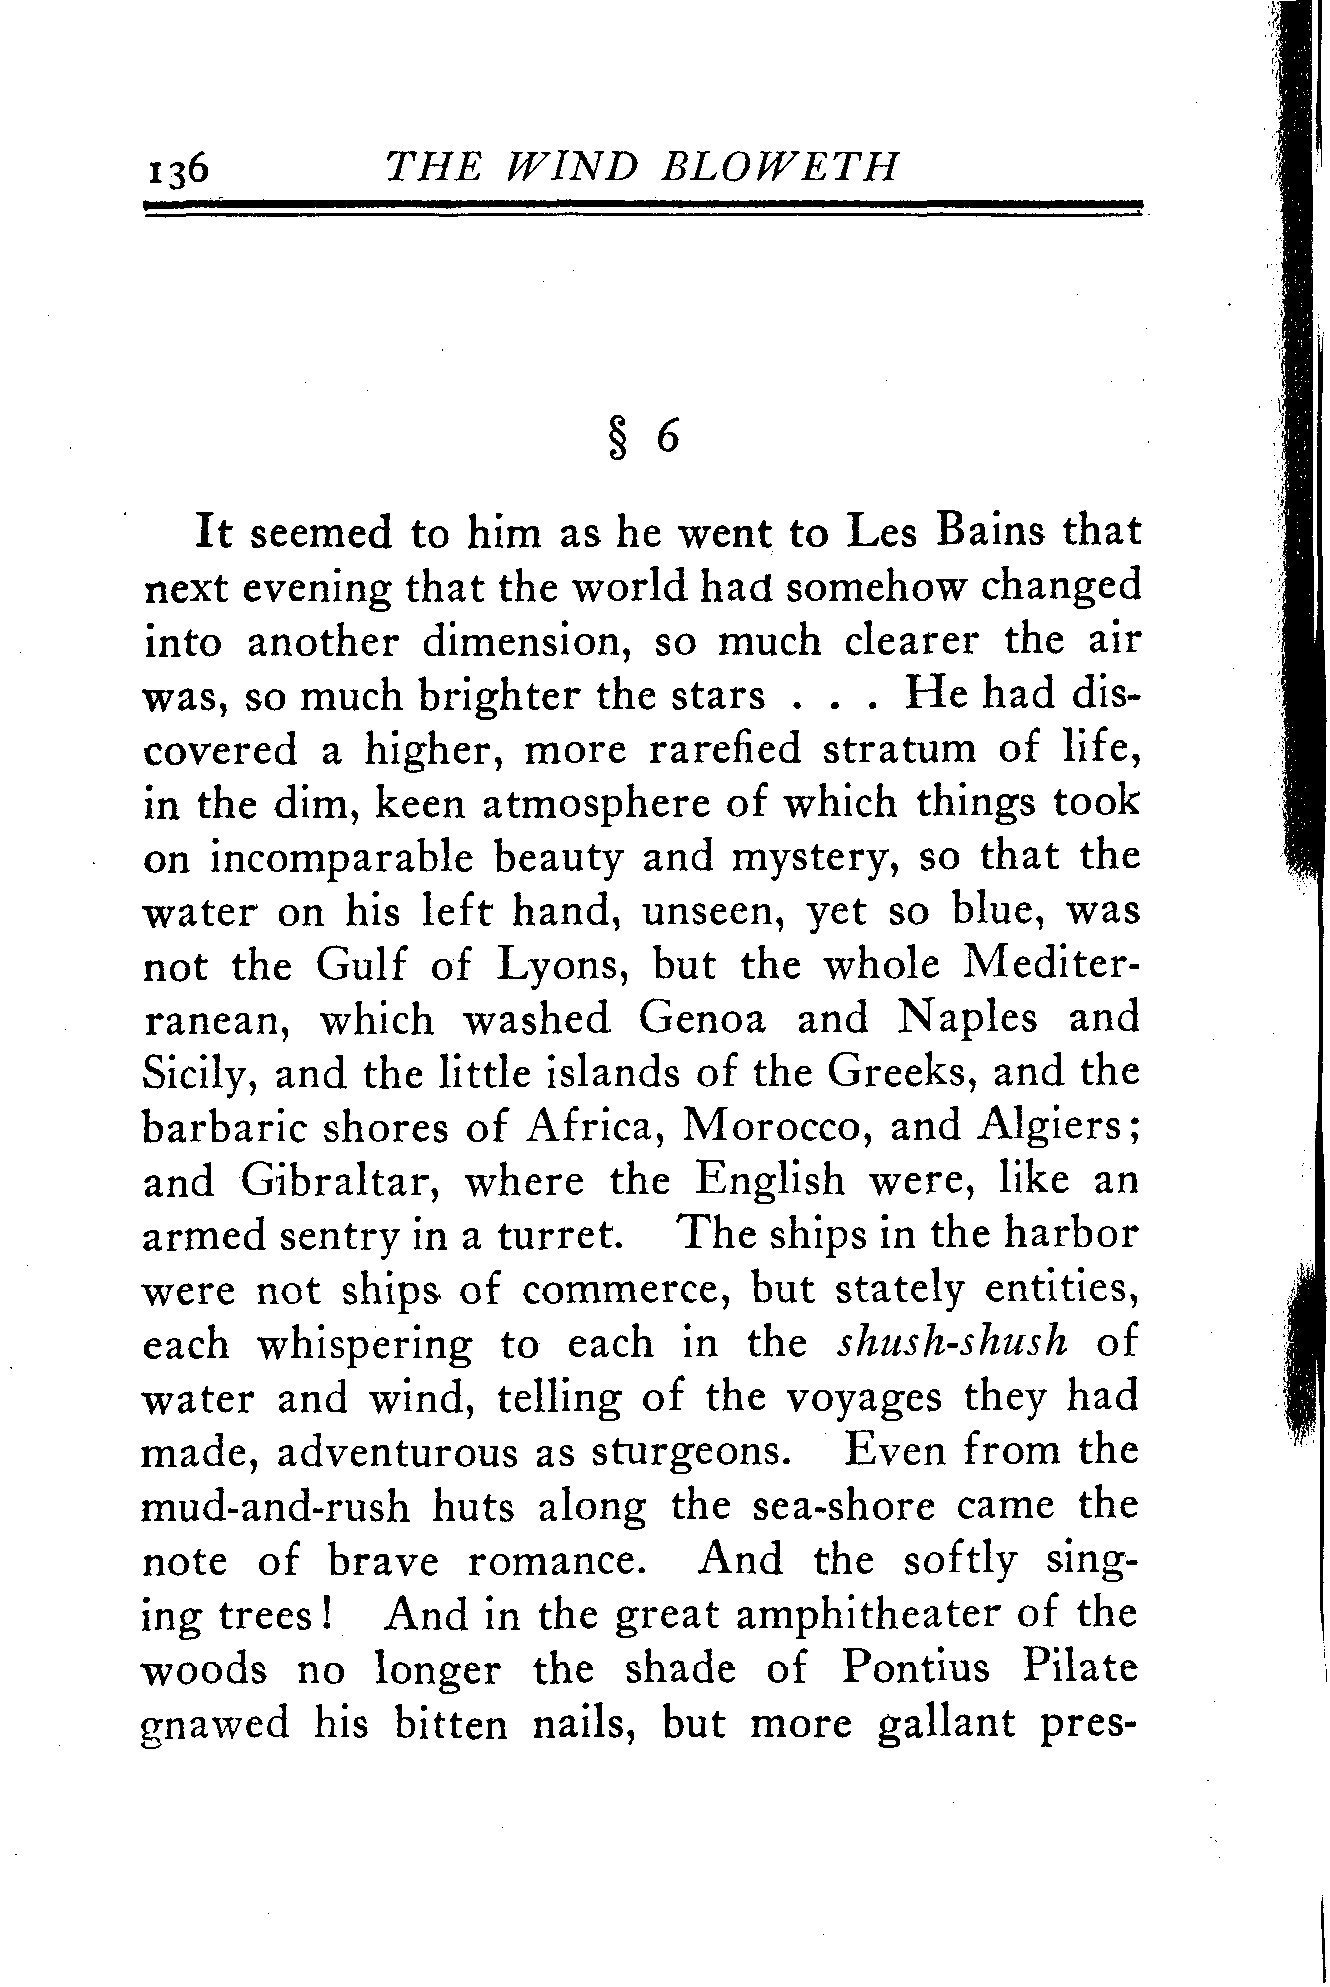 136 THE WIND BLOWETH
§ 6
It seemed to him as he went to Les Bains that
next evening that the world had somehow changed
into another dimension, so much clearer the air
was, so much brighter the stars . . . He had dis-
covered a higher, more rarefied stratum of life,
in the dim, keen atmosphere of which things took
on incomparable beauty and mystery, so that the
water on his left hand, unseen, yet so blue, was
not the Gulf of Lyons, but the whole Mediter-
ranean, which washed Genoa and Naples and
Sicily, and the little islands of the Greeks, and the
barbaric shores of Africa, Morocco, and Algiers;
and Gibraltar, where the English were, like an
armed sentry in a turret. The ships in the harbor
were not ships of commerce, but stately entities,
each whispering to each in the shush-shush of
water and wind, telling of the voyages they had
made, adventurous as sturgeons. Even from the
mud-and-rush huts along the sea-shore came the
note of brave romance. And the softly sing-
ing trees! And in the great amphitheater of the
woods no longer the shade of Pontius Pilate
gnawed his bitten nails, but more gallant pres-